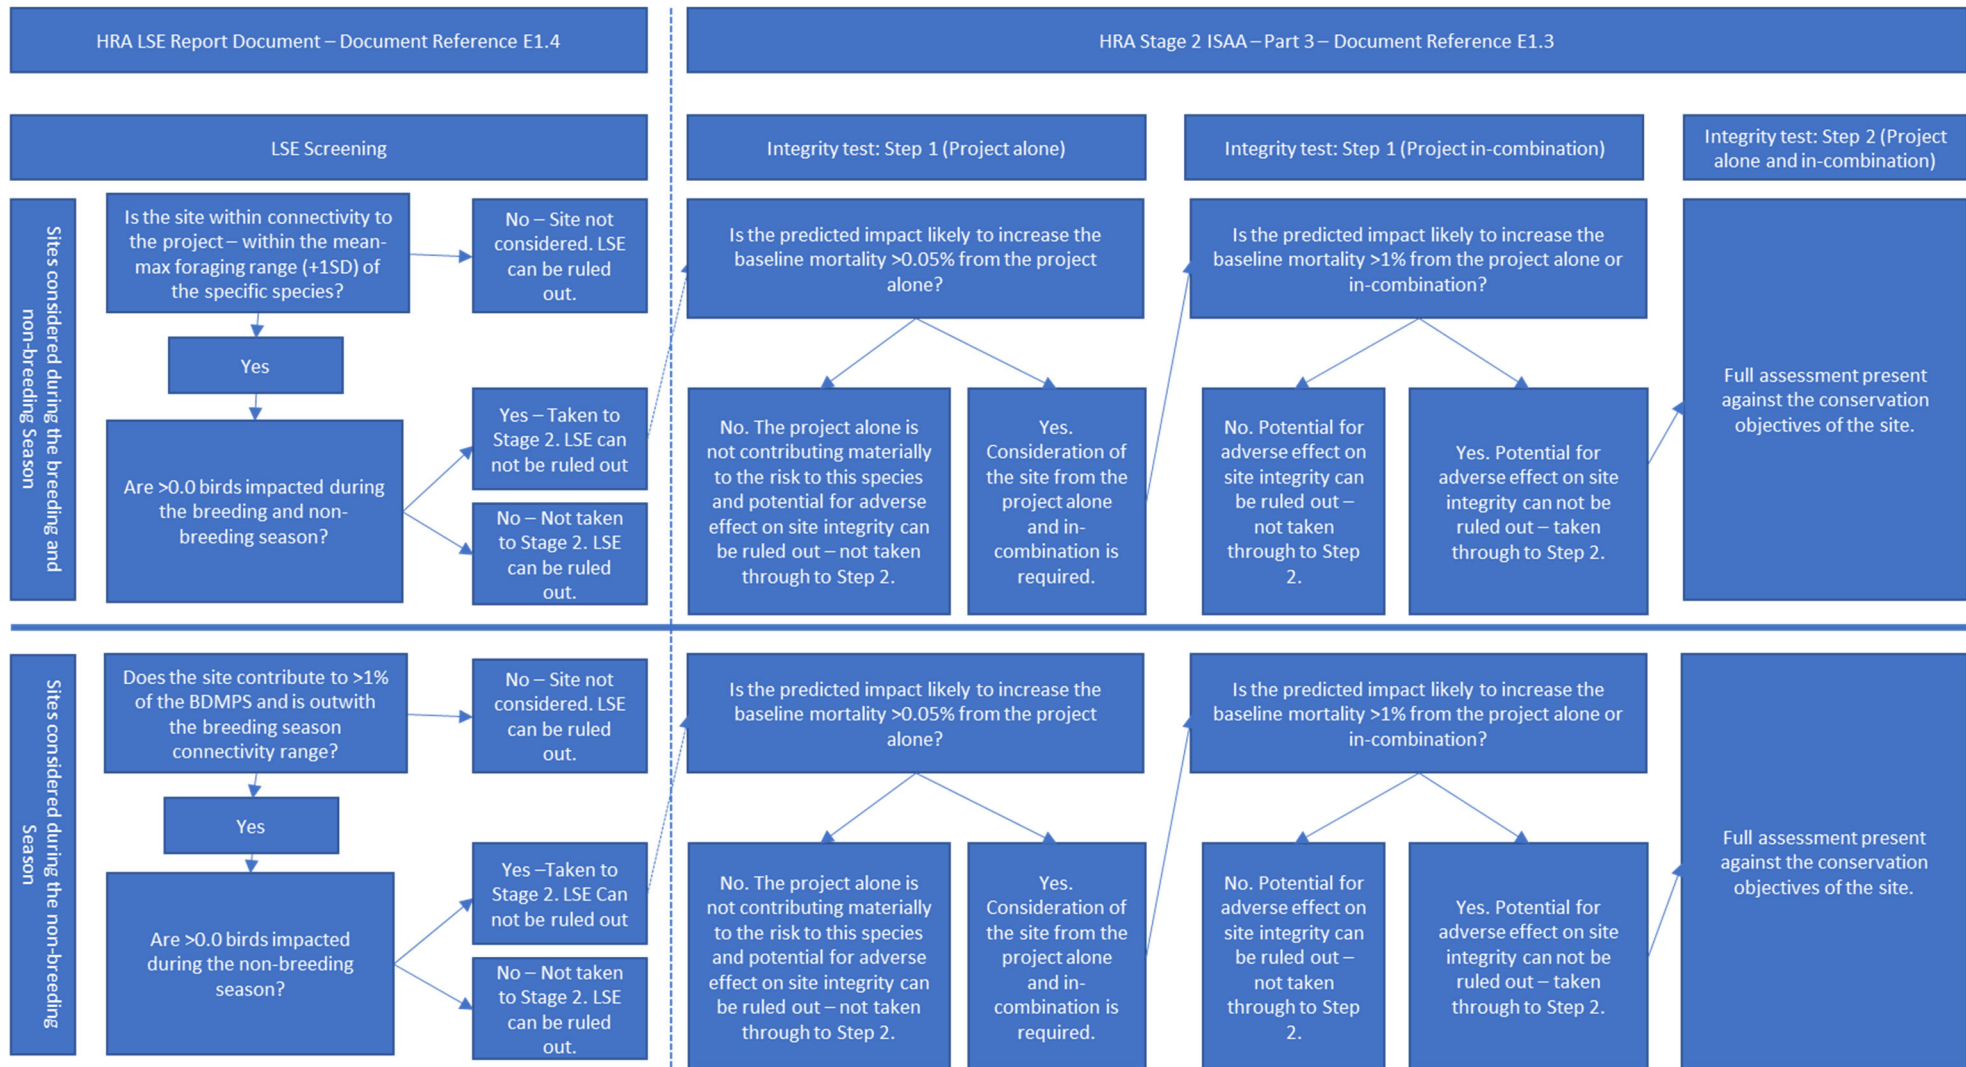 HRA LSE Report Document – Document Reference E1.4
HRA Stage 2 ISAA – Part 3 – Document Reference E1.3
LSE Screening
Integrity test: Step 1 (Project alone)
Integrity test: Step 1 (Project in-combination)
Integrity test: Step 2 (Project
alone and in-combination)
Sites considered during the breeding and
non-breeding Season
Is the site within connectivity to
the project – within the mean-
max foraging range (+1SD) of
the specific species?
No – Site not
considered. LSE
can be ruled
out.
Yes
Are >0.0 birds impacted during
the breeding and non-
breeding season?
Yes – Taken to
Stage 2. LSE Can
not be ruled out
No – Not taken
to Stage 2. LSE
can be ruled
out.
Is the predicted impact likely to increase the
baseline mortality >0.05% from the project
alone?
No. The project alone is
not contributing materially
to the risk to this species
and potential for adverse
effect on site integrity can
be ruled out – not taken
through to Step 2.
Yes.
Consideration of
the site from the
project alone
and in-
combination is
required.
Is the predicted impact likely to increase the
baseline mortality >1% from the project alone or
in-combination?
No. Potential for
adverse effect on
site integrity can
be ruled out –
not taken
through to Step
2.
Yes. Potential for
adverse effect on site
integrity can not be
ruled out – taken
through to Step 2.
Full assessment present
against the conservation
objectives of the site.
Sites considered during the non-breeding
Season
Does the site contribute to >1%
of the BDMPS and is outwith
the breeding season
connectivity range?
No – Site not
considered. LSE
can be ruled
out.
Yes
Are >0.0 birds impacted
during the non-breeding
season?
Yes –Taken to
Stage 2. LSE Can
not be ruled out
No – Not taken
to Stage 2. LSE
can be ruled
out.
Is the predicted impact likely to increase the
baseline mortality >0.05% from the project
alone?
No. The project alone is
not contributing materially
to the risk to this species
and potential for adverse
effect on site integrity can
be ruled out – not taken
through to Step 2.
Yes.
Consideration of
the site from the
project alone
and in-
combination is
required.
Is the predicted impact likely to increase the
baseline mortality >1% from the project alone or
in-combination?
No. Potential for
adverse effect on
site integrity can
be ruled out –
not taken
through to Step
2.
Yes. Potential for
adverse effect on site
integrity can not be
ruled out – taken
through to Step 2.
Full assessment present
against the conservation
objectives of the site.